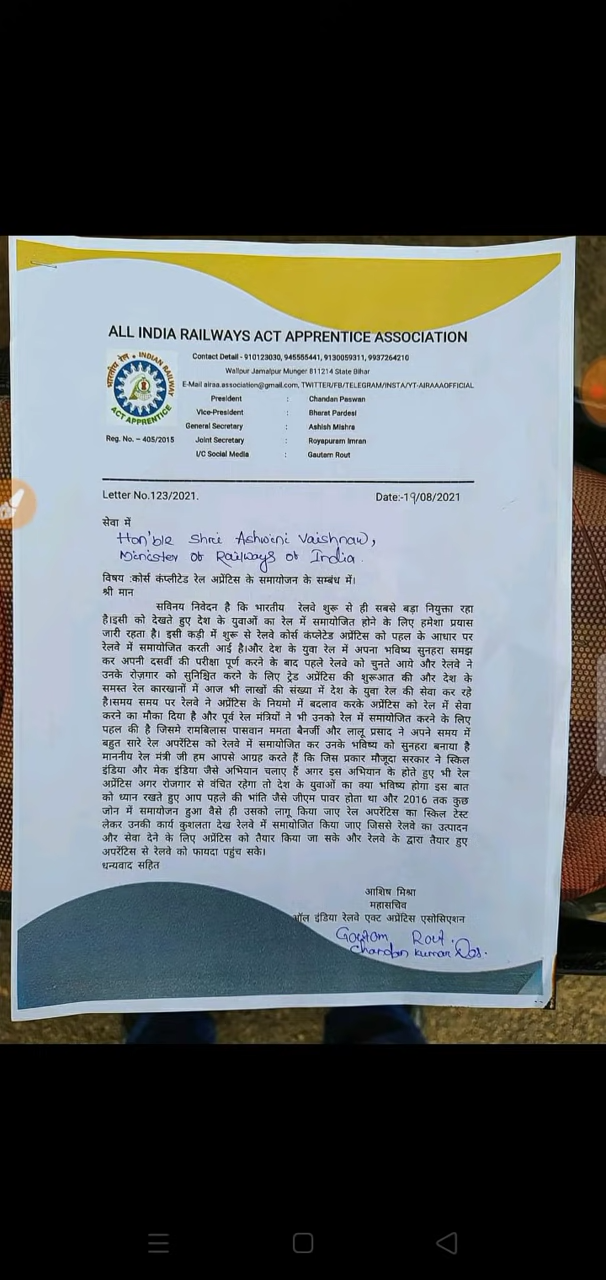 भारतीय रेल • INDIAN RAILWAY
ACT APPRENTICE
ALL INDIA RAILWAYS ACT APPRENTICE ASSOCIATION
Contact Detail - 910123030, 945555441, 9130059311, 9937264210
Walipur Jamalpur Munger 811214 State Bihar
E-Mail airaa.association@gmail.com, TWITTER/FB/TELEGRAM/INSTA/YT-AIRAAAOFFICIAL
President : Chandan Paswan
Vice-President : Bharat Pardesi
General Secretary : Ashish Mishra
Reg. No. – 405/2015 Joint Secretary : Royapuram Imran
I/C Social Media : Gautam Rout
Letter No.123/2021. Date:-19/08/2021
सेवा में
Hon'ble Shri Ashwini Vaishnaw,
Minister of Railways of India.
विषय :कोर्स कंप्लीटेड रेल अप्रेंटिस के समायोजन के सम्बंध में।
श्री मान
सविनय निवेदन है कि भारतीय रेलवे शुरू से ही सबसे बड़ा नियुक्ता रहा
है।इसी को देखते हुए देश के युवाओं का रेल में समायोजित होने के लिए हमेशा प्रयास
जारी रहता है। इसी कड़ी में शुरू से रेलवे कोर्स कंप्लेटेड अप्रेंटिस को पहल के आधार पर
रेलवे में समायोजित करती आई है।और देश के युवा रेल में अपना भविष्य सुनहरा समझ
कर अपनी दसवीं की परीक्षा पूर्ण करने के बाद पहले रेलवे को चुनते आये और रेलवे ने
उनके रोज़गार को सुनिश्चित करने के लिए ट्रेड अप्रेंटिस की शुरूआत की और देश के
समस्त रेल कारखानों में आज भी लाखों की संख्या में देश के युवा रेल की सेवा कर रहे
है।समय समय पर रेलवे ने अप्रेंटिस के नियमो में बदलाव करके अप्रेंटिस को रेल में सेवा
करने का मौका दिया है और पूर्व रेल मंत्रियों ने भी उनको रेल में समायोजित करने के लिए
पहल की है जिसमे रामबिलास पासवान ममता बैनर्जी और लालू प्रसाद ने अपने समय में
बहुत सारे रेल अपरेंटिस को रेलवे में समायोजित कर उनके भविष्य को सुनहरा बनाया है
माननीय रेल मंत्री जी हम आपसे आग्रह करते हैं कि जिस प्रकार मौजूदा सरकार ने स्किल
इंडिया और मेक इंडिया जैसे अभियान चलाए हैं अगर इस अभियान के होते हुए भी रेल
अप्रेंटिस अगर रोजगार से वंचित रहेगा तो देश के युवाओं का क्या भविष्य होगा इस बात
को ध्यान रखते हुए आप पहले की भांति जैसे जीएम पावर होता था और 2016 तक कुछ
जोन में समायोजन हुआ वैसे ही उसको लागू किया जाए रेल अपरेंटिस का स्किल टेस्ट
लेकर उनकी कार्य कुशलता देख रेलवे में समायोजित किया जाए जिससे रेलवे का उत्पादन
और सेवा देने के लिए अप्रेंटिस को तैयार किया जा सके और रेलवे के द्वारा तैयार हुए
अपरेंटिस से रेलवे को फायदा पहुंच सके।
धन्यवाद सहित
आशिष मिश्रा
महासचिव
ऑल इंडिया रेलवे एक्ट अप्रेंटिस एसोसिएशन
Gautam Rout.
Chandan Kumar Das.